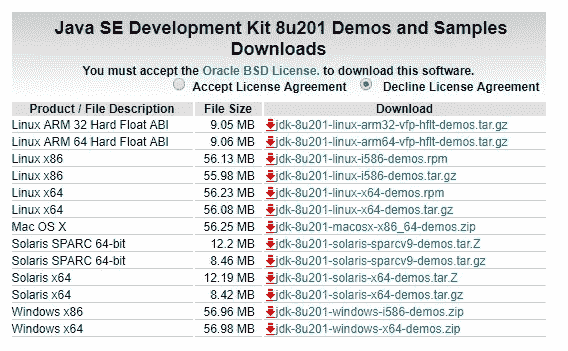 Java SE Development Kit 8u201 Demos and Samples
Downloads
You must accept the Oracle BSD License. to download this software.
Accept License Agreement Decline License Agreement
Product / File Description File Size Download
Linux ARM 32 Hard Float ABI 9.05 MB jdk-8u201-linux-arm32-vfp-hflt-demos.tar.gz
Linux ARM 64 Hard Float ABI 9.06 MB jdk-8u201-linux-arm64-vfp-hflt-demos.tar.gz
Linux x86 56.13 MB jdk-8u201-linux-i586-demos.rpm
Linux x86 55.98 MB jdk-8u201-linux-i586-demos.tar.gz
Linux x64 56.23 MB jdk-8u201-linux-x64-demos.rpm
Linux x64 56.08 MB jdk-8u201-linux-x64-demos.tar.gz
Mac OS X 56.25 MB jdk-8u201-macosx-x86_64-demos.zip
Solaris SPARC 64-bit 12.2 MB jdk-8u201-solaris-sparcv9-demos.tar.Z
Solaris SPARC 64-bit 8.46 MB jdk-8u201-solaris-sparcv9-demos.tar.gz
Solaris x64 12.19 MB jdk-8u201-solaris-x64-demos.tar.Z
Solaris x64 8.42 MB jdk-8u201-solaris-x64-demos.tar.gz
Windows x86 56.96 MB jdk-8u201-windows-i586-demos.zip
Windows x64 56.98 MB jdk-8u201-windows-x64-demos.zip